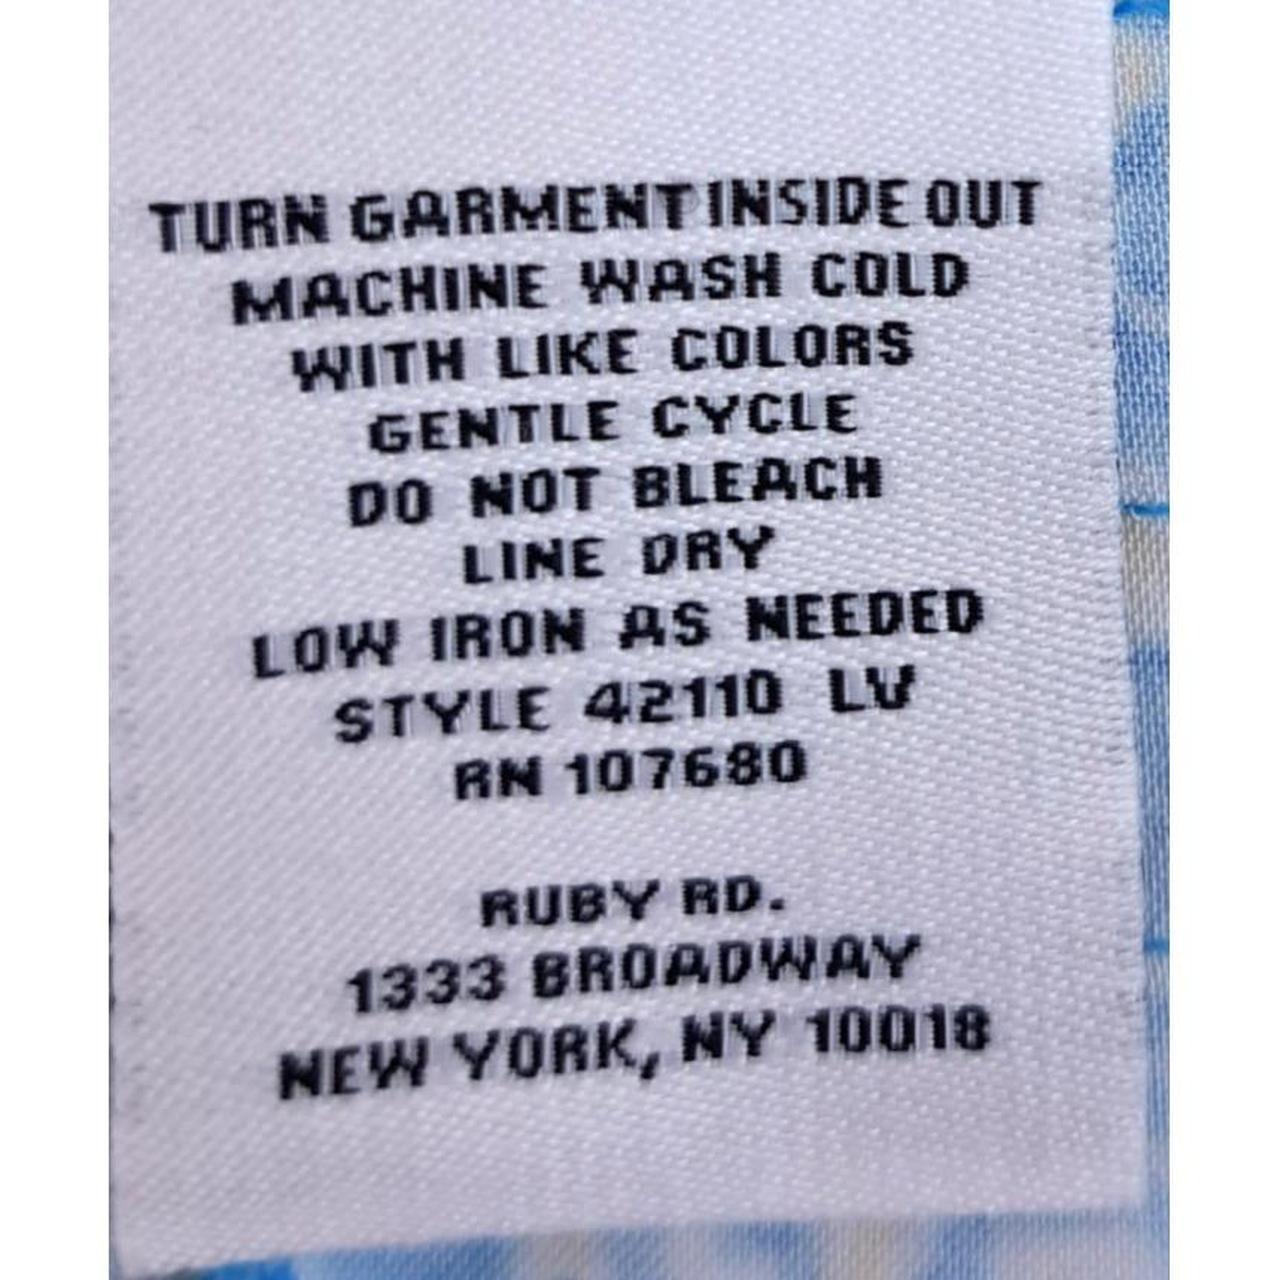 TURN GARMENT INSIDE OUT
MACHINE WASH COLD
WITH LIKE COLORS
GENTLE CYCLE
DO NOT BLEACH
LINE DRY
LOW IRON AS NEEDED
STYLE 42110 LV
RN 107680
RUBY RD.
1333 BROADWAY
NEW YORK, NY 10018